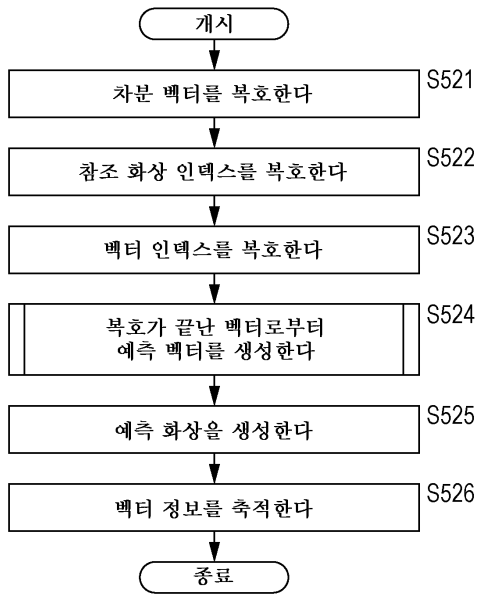 개시
차분 벡터를 복호한다
S521
참조 화상 인덱스를 복호한다
S522
벡터 인덱스를 복호한다
S523
복호가 끝난 벡터로부터
예측 벡터를 생성한다
S524
예측 화상을 생성한다
S525
벡터 정보를 축적한다
S526
종료